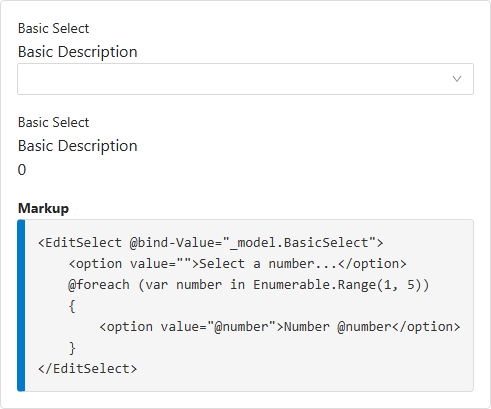 Basic Select
Basic Description
Basic Select
Basic Description
0
Markup
<EditSelect @bind-Value="_model.BasicSelect">
    <option value="">Select a number...</option>
    @foreach (var number in Enumerable.Range(1, 5))
    {
        <option value="@number">Number @number</option>
    }
</EditSelect>